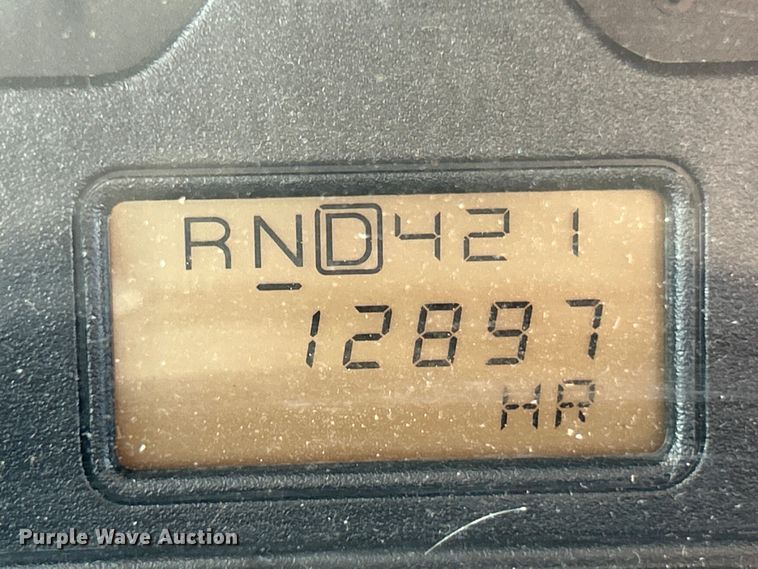 RND421
12897
HR
Purple Wave Auction